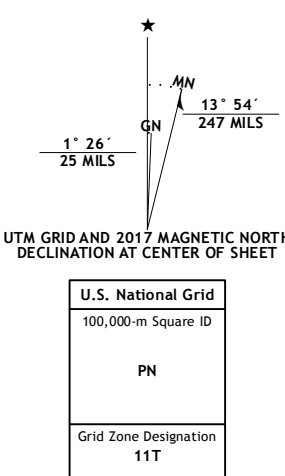 ★
MN
GN
13° 54´
247 MILS
1° 26´
25 MILS
UTM GRID AND 2017 MAGNETIC NORTH
DECLINATION AT CENTER OF SHEET
U.S. National Grid
100,000-m Square ID
PN
Grid Zone Designation
11T